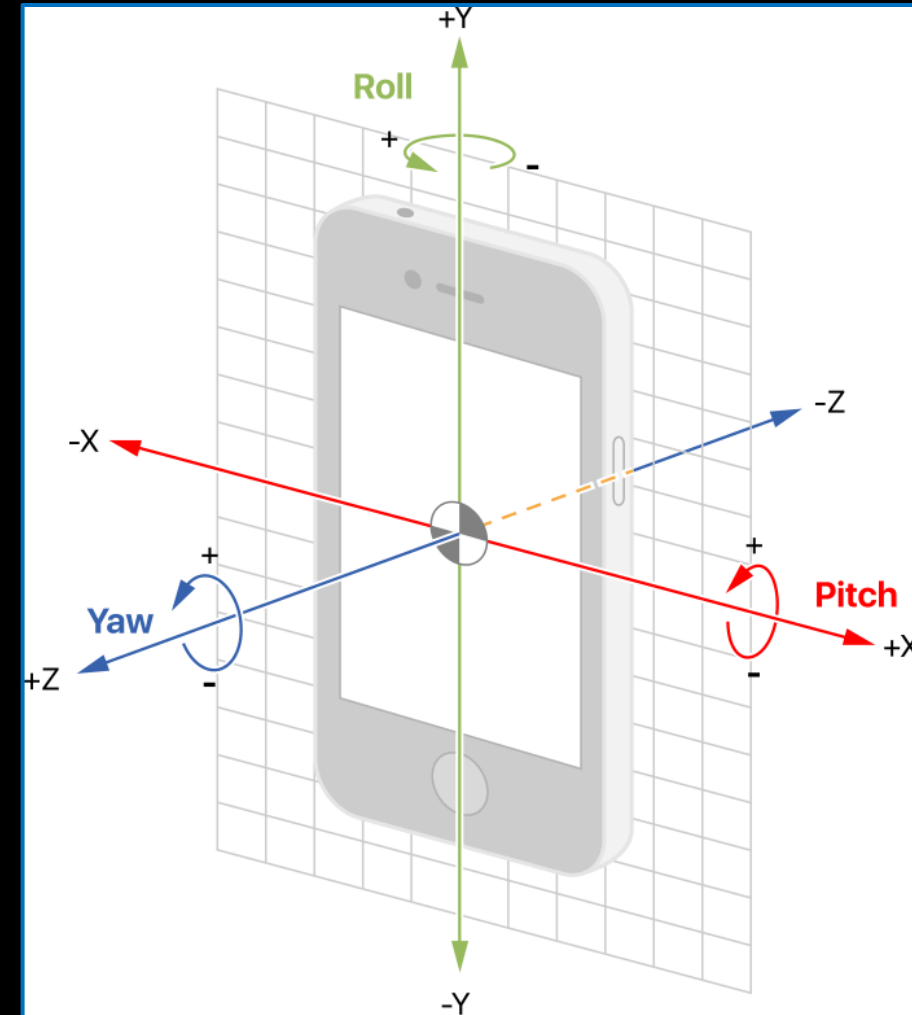 +Y
Roll
+
-
-Z
-X
+
+
Yaw
Pitch
+X
+Z
-
-
-Y